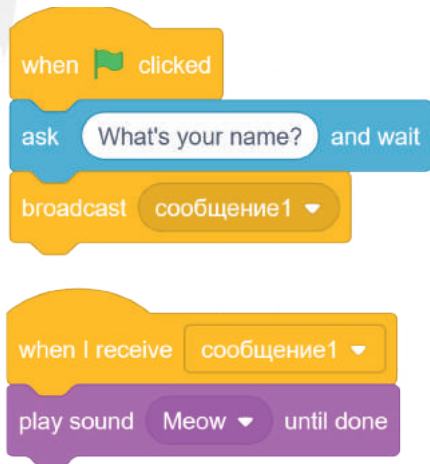 when clicked
ask What's your name? and wait
broadcast сообщение1
when I receive сообщение1
play sound Meow until done